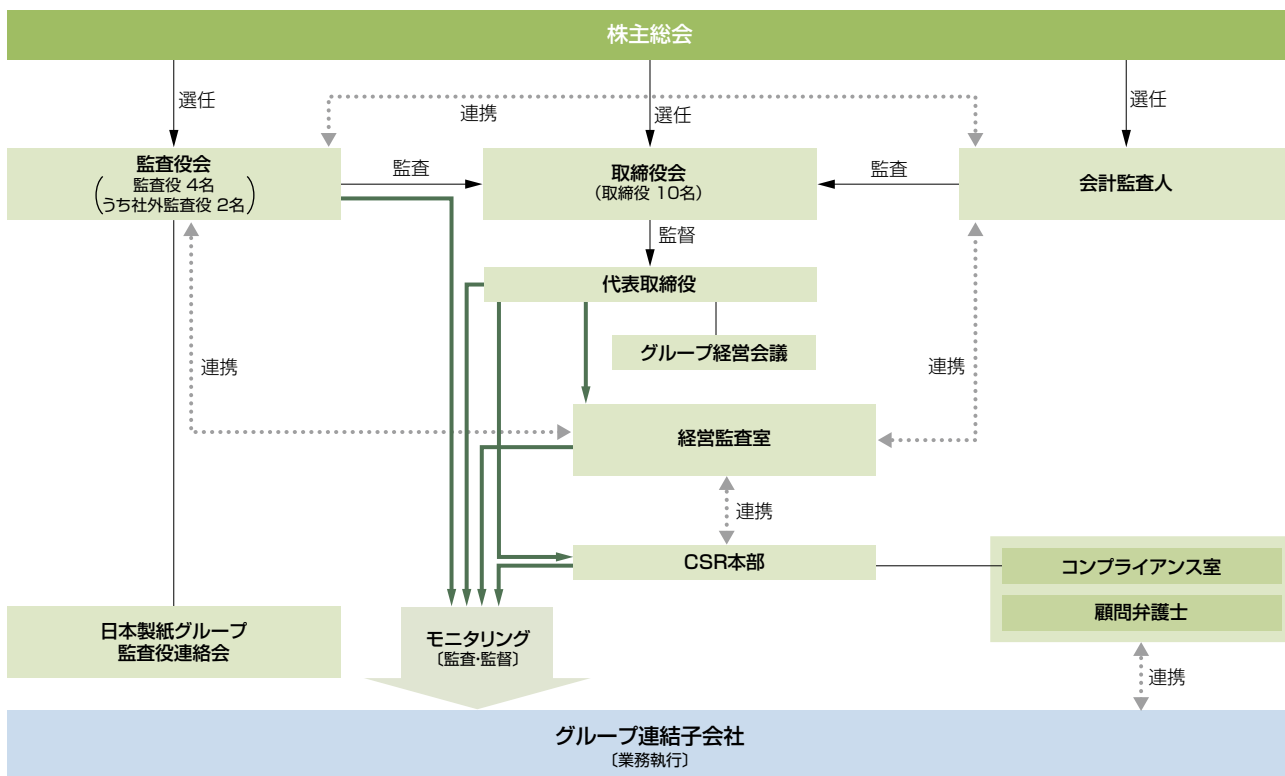 株主総会
選任
連携
選任
選任
監査役会
監査役 4名
(うち社外監査役 2名)
監査
取締役会
(取締役 10名)
監査
会計監査人
監督
代表取締役
グループ経営会議
連携
連携
経営監査室
連携
CSR本部
コンプライアンス室
顧問弁護士
日本製紙グループ
監査役連絡会
モニタリング
〔監査・監督〕
連携
グループ連結子会社
〔業務執行〕